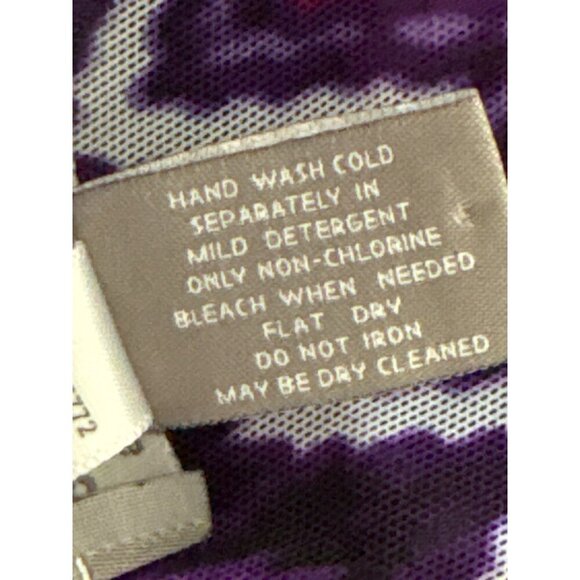 HAND WASH COLD
SEPARATELY IN
MILD DETERGENT
ONLY NON-CHLORINE
BLEACH WHEN NEEDED
FLAT DRY
DO NOT IRON
MAY BE DRY CLEANED
772